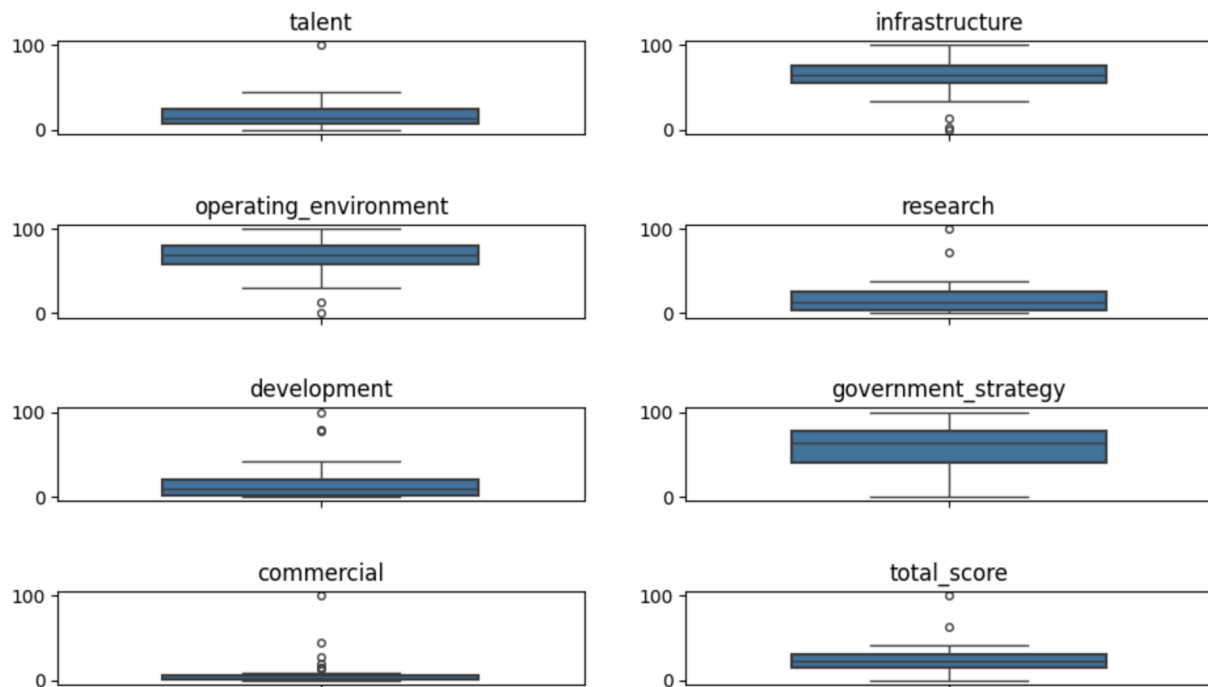 talent
100
0
infrastructure
100
0
operating_environment
100
0
research
100
0
development
100
0
government_strategy
100
0
commercial
100
0
total_score
100
0